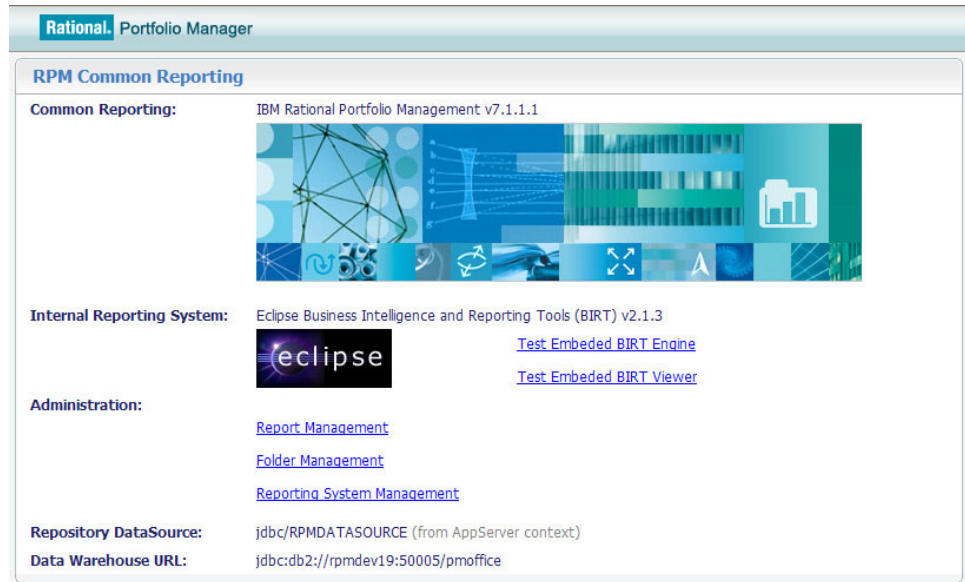 Rational. Portfolio Manager
RPM Common Reporting
Common Reporting: IBM Rational Portfolio Management v7.1.1.1
a
b
c
d
e
f
g
Internal Reporting System: Eclipse Business Intelligence and Reporting Tools (BIRT) v2.1.3
eclipse Test Embeded BIRT Engine
Test Embeded BIRT Viewer
Administration:
Report Management
Folder Management
Reporting System Management
Repository DataSource: jdbc/RPMDATASOURCE (from AppServer context)
Data Warehouse URL: jdbc:db2://rpmdev19:50005/pmoffice